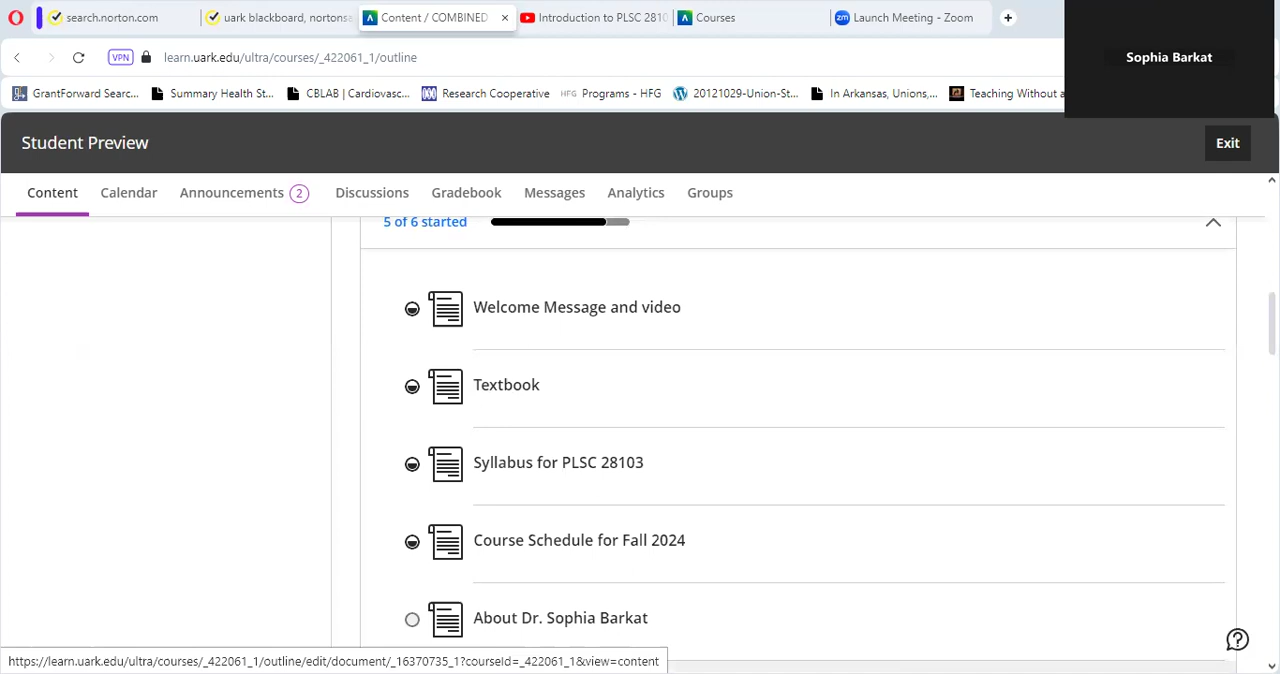 search.norton.com
uark blackboard, nortonsa
Content / COMBINED
Introduction to PLSC 2810
Courses
Launch Meeting - Zoom
VPN
learn.uark.edu/ultra/courses/_422061_1/outline
Sophia Barkat
GrantForward Searc...
Summary Health St...
CBLAB | Cardiovasc...
Research Cooperative
HFG Programs - HFG
20121029-Union-St...
In Arkansas, Unions,...
Teaching Without a
Student Preview
Exit
Content
Calendar
Announcements 2
Discussions
Gradebook
Messages
Analytics
Groups
5 of 6 started
Welcome Message and video
Textbook
Syllabus for PLSC 28103
Course Schedule for Fall 2024
About Dr. Sophia Barkat
https://learn.uark.edu/ultra/courses/_422061_1/outline/edit/document/_16370735_1?courseId=_422061_1&view=content